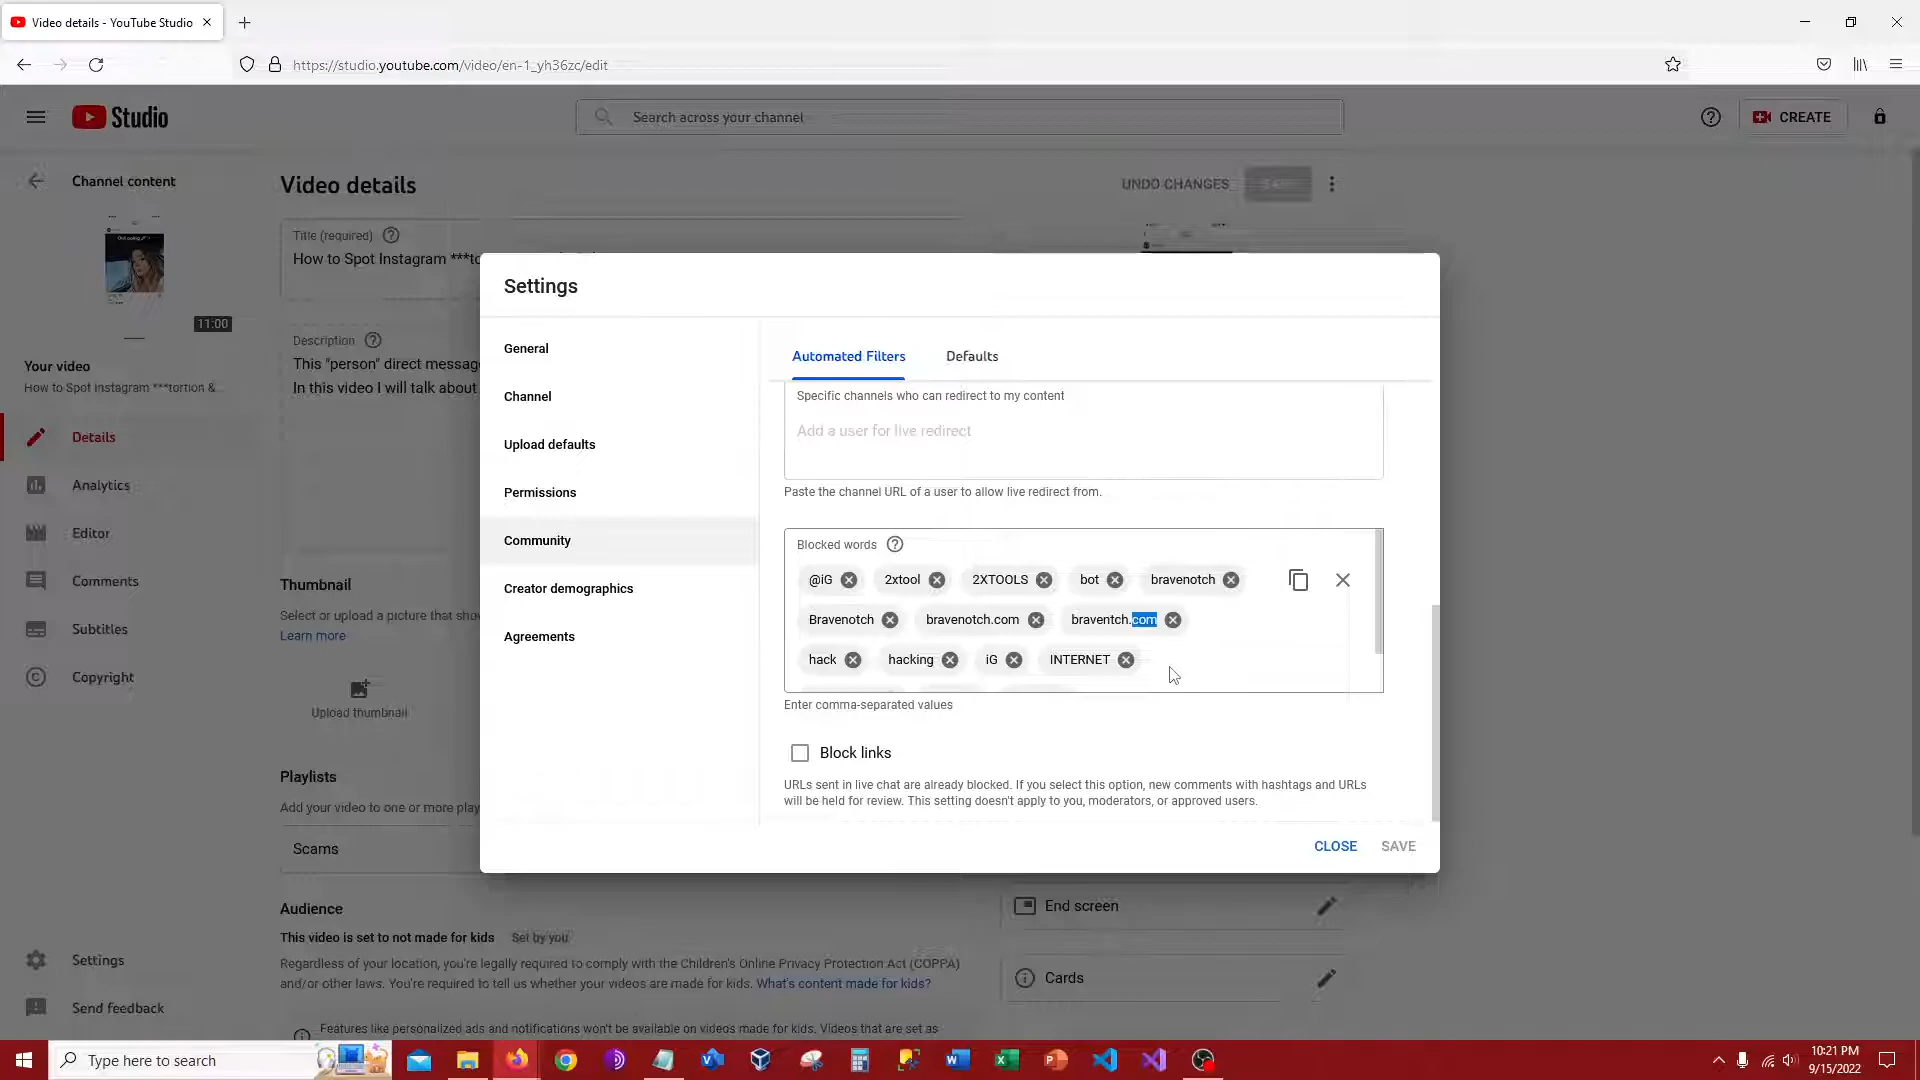 Video details - YouTube Studio
https://studio.youtube.com/video/en-1_yh36zc/edit
Studio
Search across your channel
CREATE
Channel content
11:00
Your video
How to Spot Instagram ***tortion &...
Details
Analytics
Editor
Comments
Subtitles
Copyright
Settings
Send feedback
Video details
UNDO CHANGES
Title (required)
How to Spot Instagram ***to
Description
This "person" direct message
In this video I will talk about
Thumbnail
Select or upload a picture that show
Learn more
Upload thumbnail
Playlists
Add your video to one or more play
Scams
Audience
This video is set to not made for kids Set by you
Regardless of your location, you're legally required to comply with the Children's Online Privacy Protection Act (COPPA)
and/or other laws. You're required to tell us whether your videos are made for kids. What's content made for kids?
Features like personalized ads and notifications won't be available on videos made for kids. Videos that are set as
End screen
Cards
Settings
General
Channel
Upload defaults
Permissions
Community
Creator demographics
Agreements
Automated Filters Defaults
Specific channels who can redirect to my content
Add a user for live redirect
Paste the channel URL of a user to allow live redirect from.
Blocked words
@iG 2xtool 2XTOOLS bot bravenotch
Bravenotch bravenotch.com braventch.com
hack hacking iG INTERNET
Enter comma-separated values
Block links
URLs sent in live chat are already blocked. If you select this option, new comments with hashtags and URLs
will be held for review. This setting doesn't apply to you, moderators, or approved users.
CLOSE SAVE
Type here to search
10:21 PM
9/15/2022